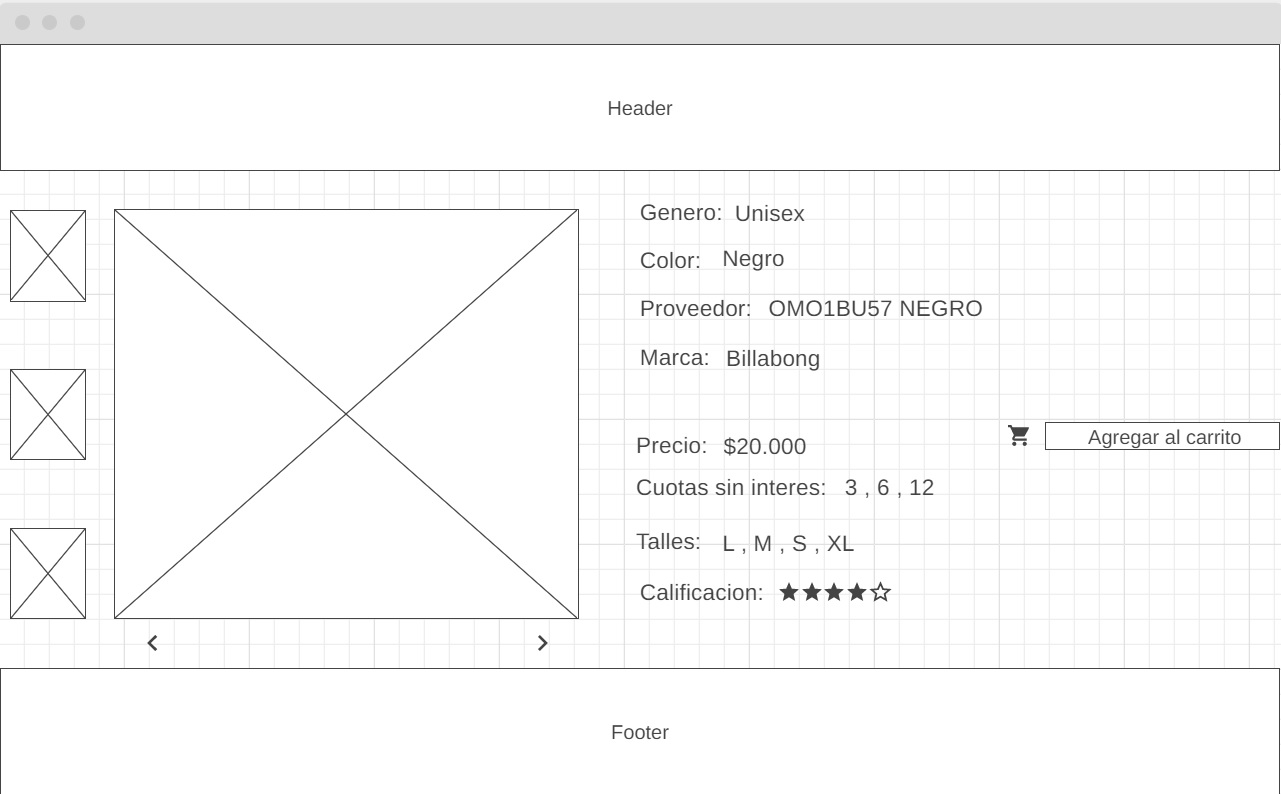 Header
Genero: Unisex
Color: Negro
Proveedor: OMO1BU57 NEGRO
Marca: Billabong
Precio: $20.000
Agregar al carrito
Cuotas sin interes: 3 , 6 , 12
Talles: L , M , S , XL
Calificacion:
Footer